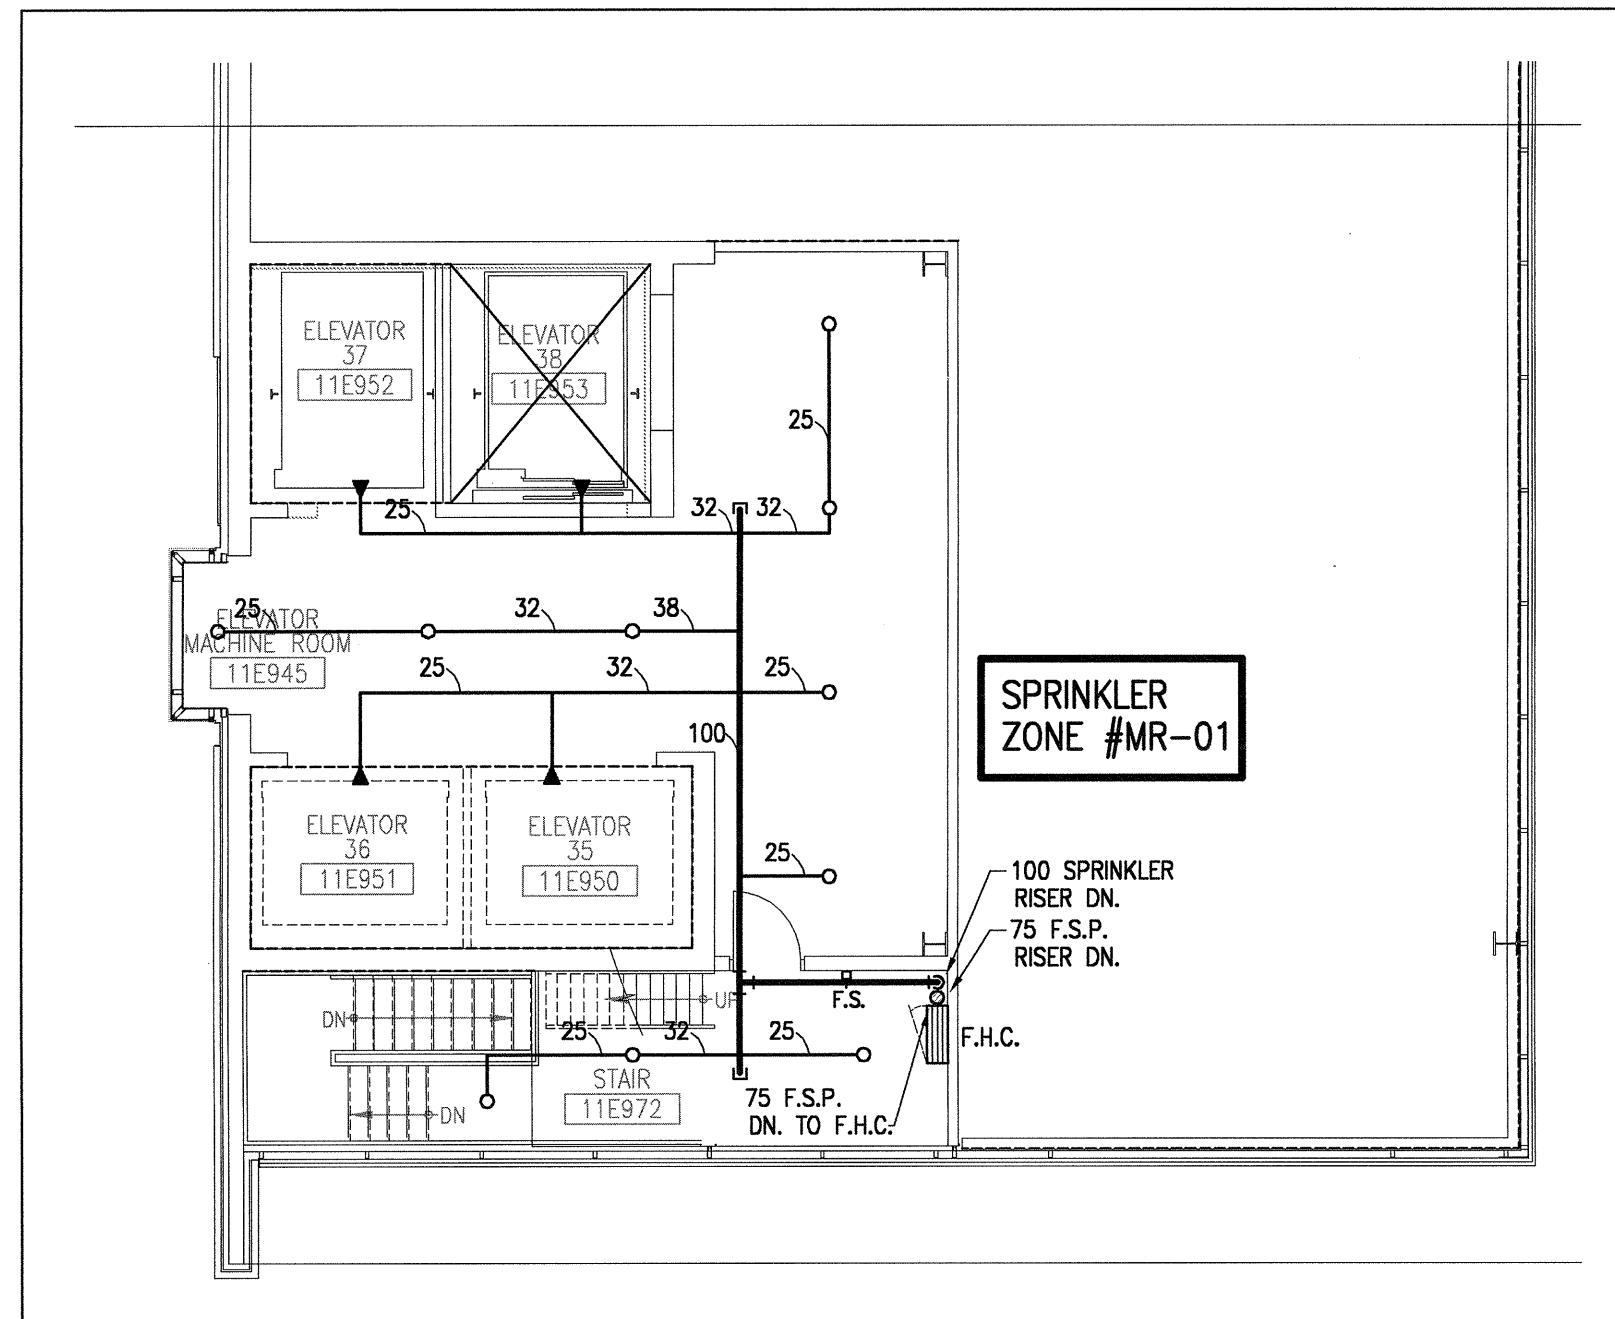 ELEVATOR
37
11E952
ELEVATOR
38
11E953
25
25
32
32
25
32
38
ELEVATOR
MACHINE ROOM
11E945
25
32
25
SPRINKLER
ZONE #MR-01
100
ELEVATOR
36
11E951
ELEVATOR
35
11E950
25
100 SPRINKLER
RISER DN.
75 F.S.P.
RISER DN.
F.S.
UP
DN
25
32
25
F.H.C.
STAIR
11E972
DN
75 F.S.P.
DN. TO F.H.C.